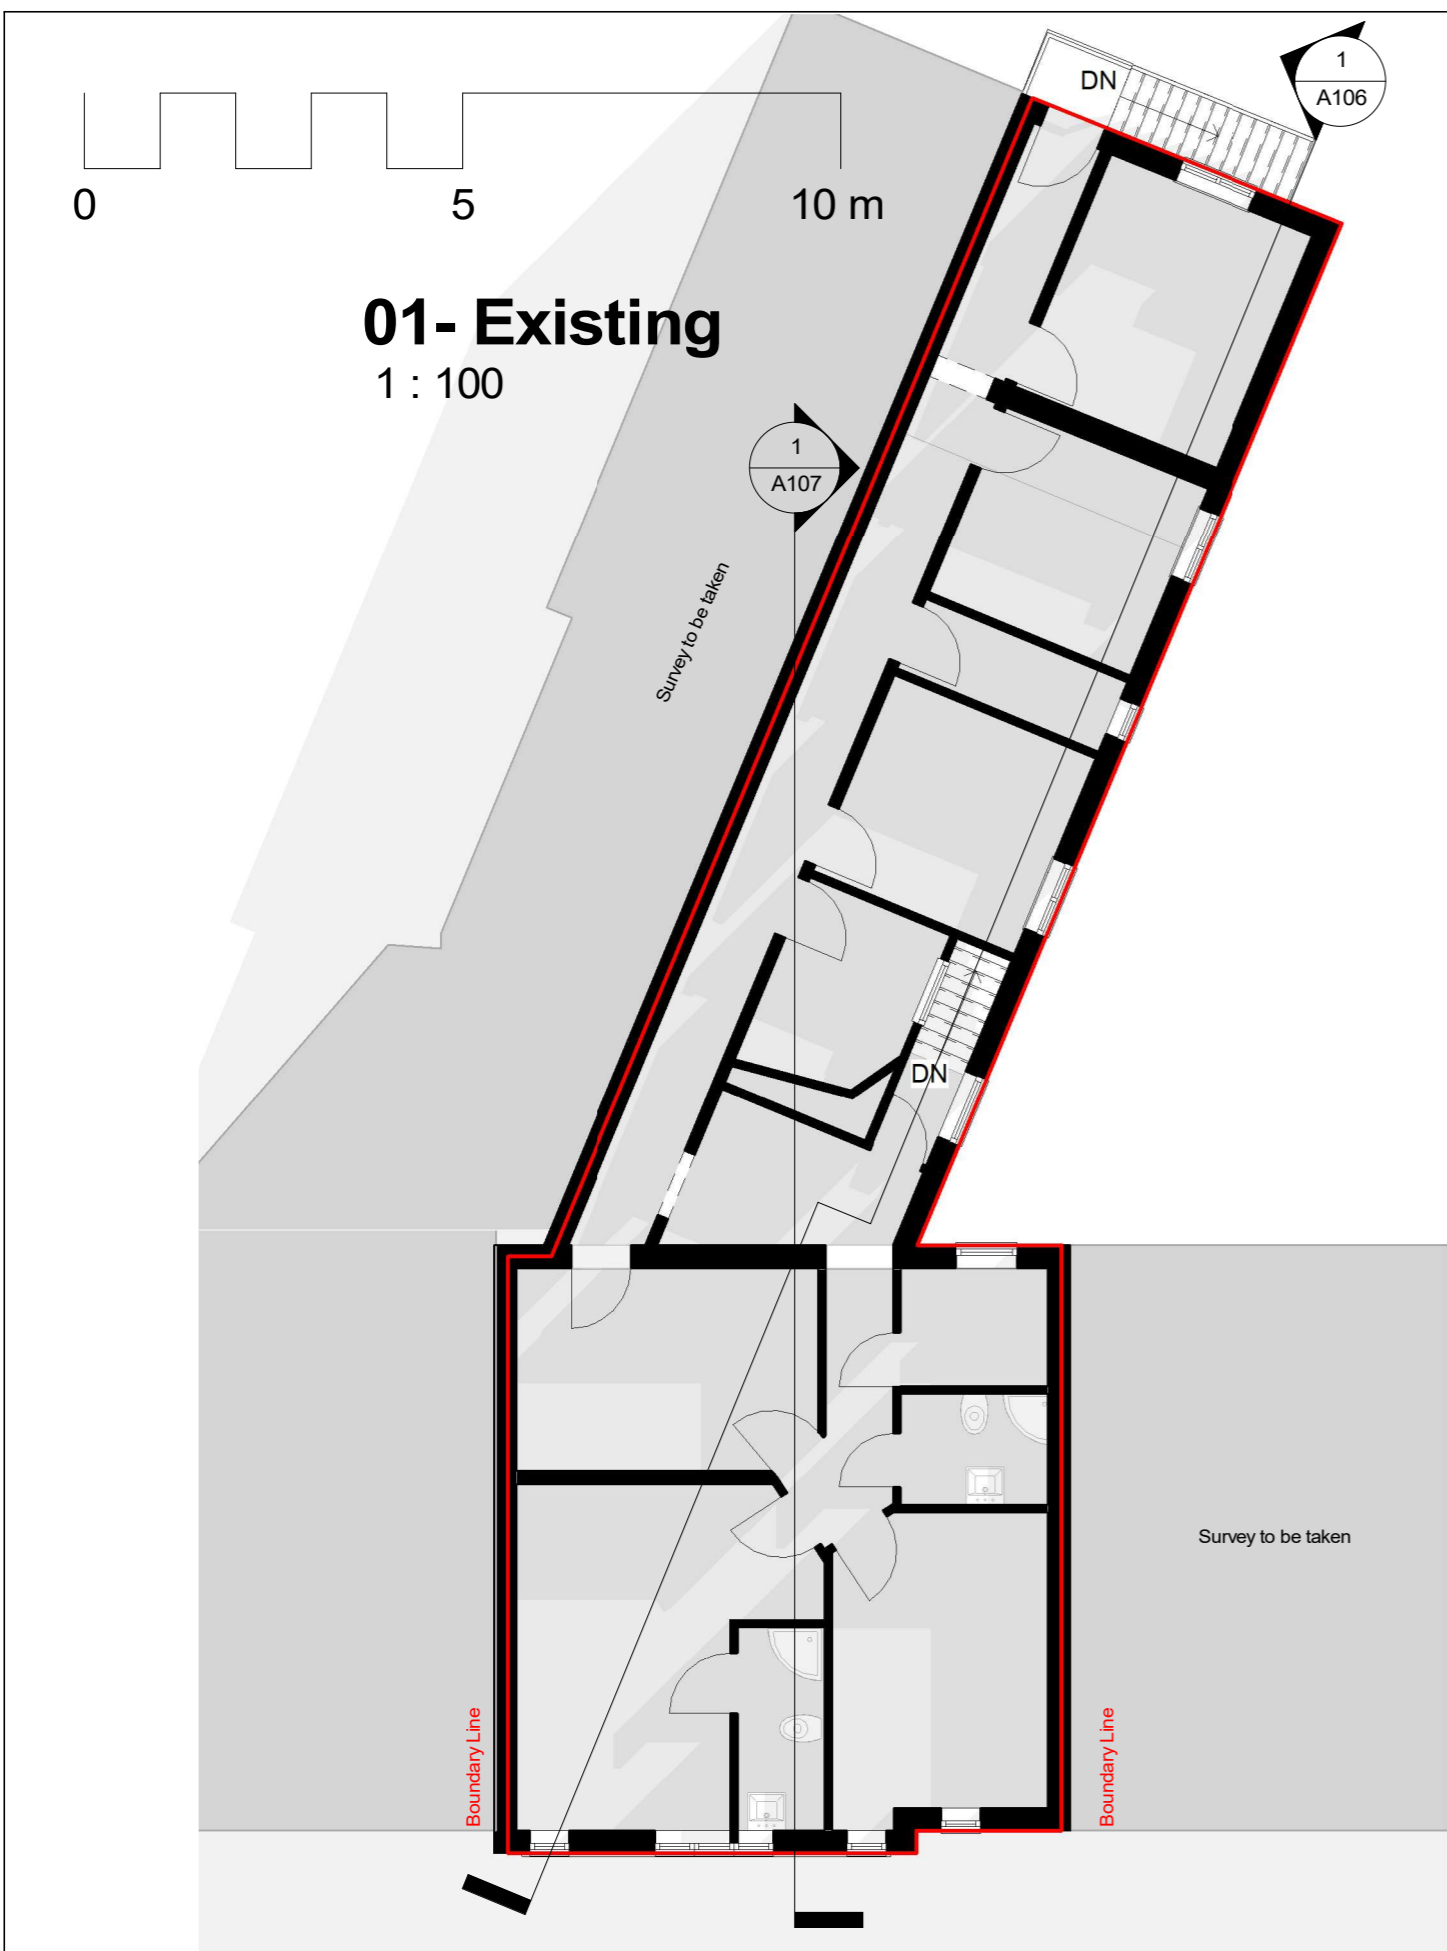 DN
1
A106
0
5
10 m
01- Existing
1 : 100
1
A107
Survey to be taken
DN
Survey to be taken
Boundary Line
Boundary Line